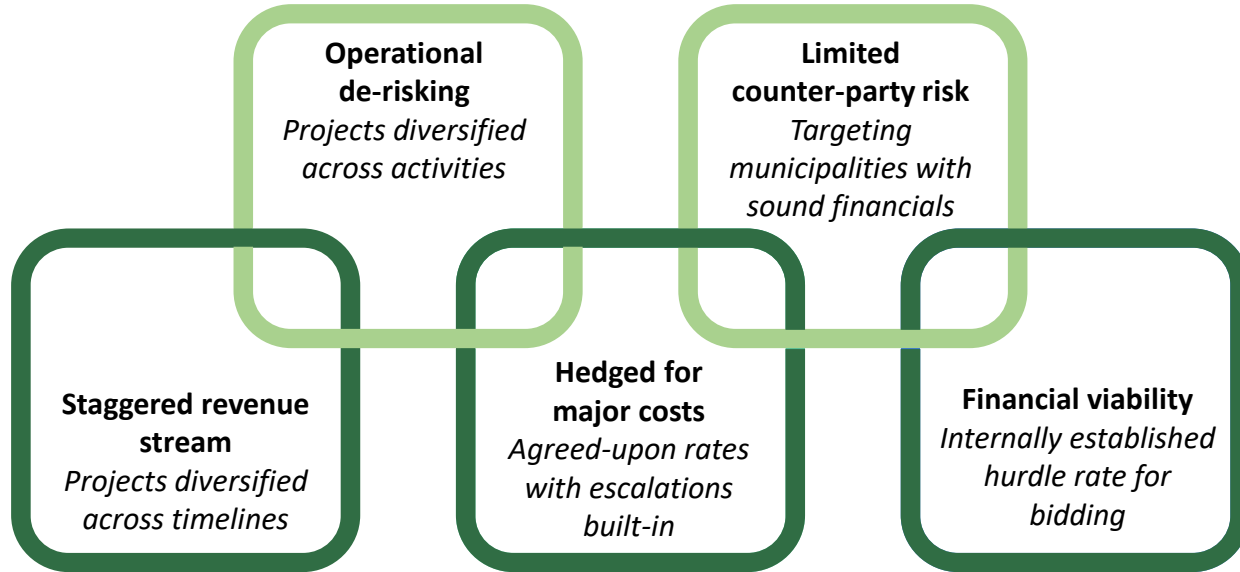 Operational
de-risking
Projects diversified
across activities
Limited
counter-party risk
Targeting
municipalities with
sound financials
Staggered revenue
stream
Projects diversified
across timelines
Hedged for
major costs
Agreed-upon rates
with escalations
built-in
Financial viability
Internally established
hurdle rate for
bidding